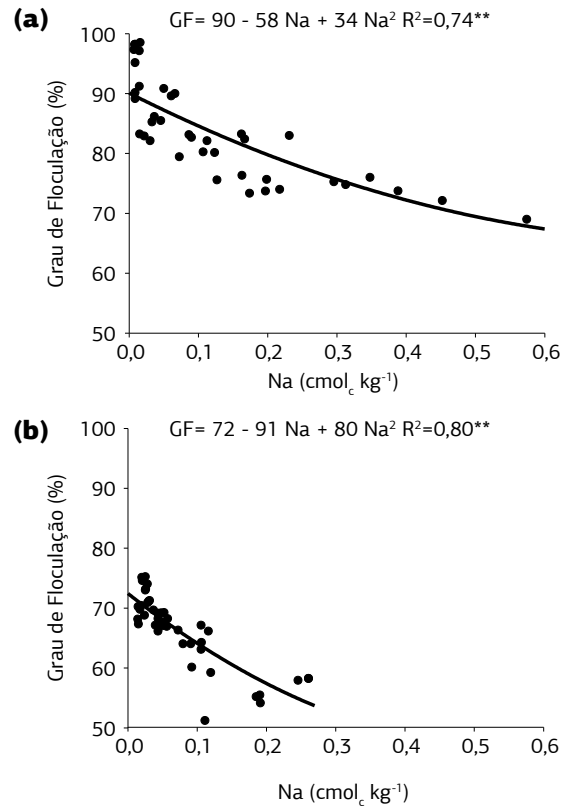 (a)
GF= 90 - 58 Na + 34 Na² R²=0,74**
Grau de Floculação (%)
100
90
80
70
60
50
0,0 0,1 0,2 0,3 0,4 0,5 0,6
Na (cmol꜀ kg⁻¹)
(b)
GF= 72 - 91 Na + 80 Na² R²=0,80**
Grau de Floculação (%)
100
90
80
70
60
50
0,0 0,1 0,2 0,3 0,4 0,5 0,6
Na (cmol꜀ kg⁻¹)